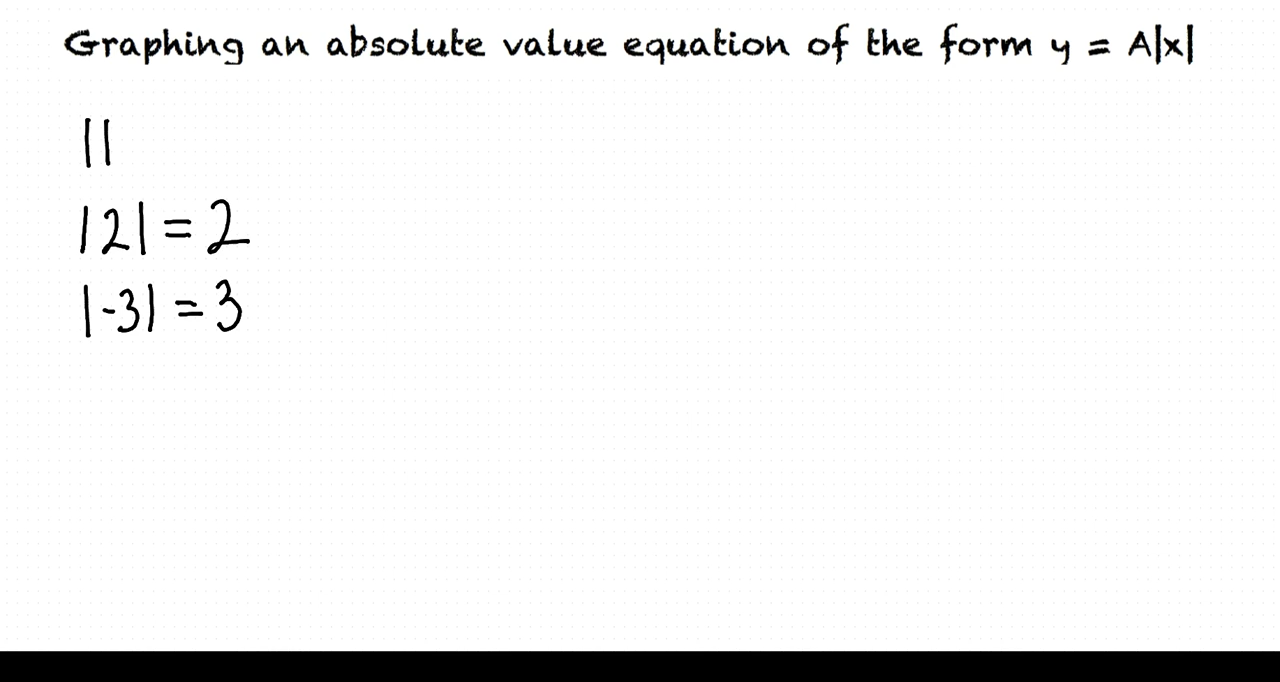 Graphing an absolute value equation of the form y = A|x|
||
|2| = 2
|-3| = 3